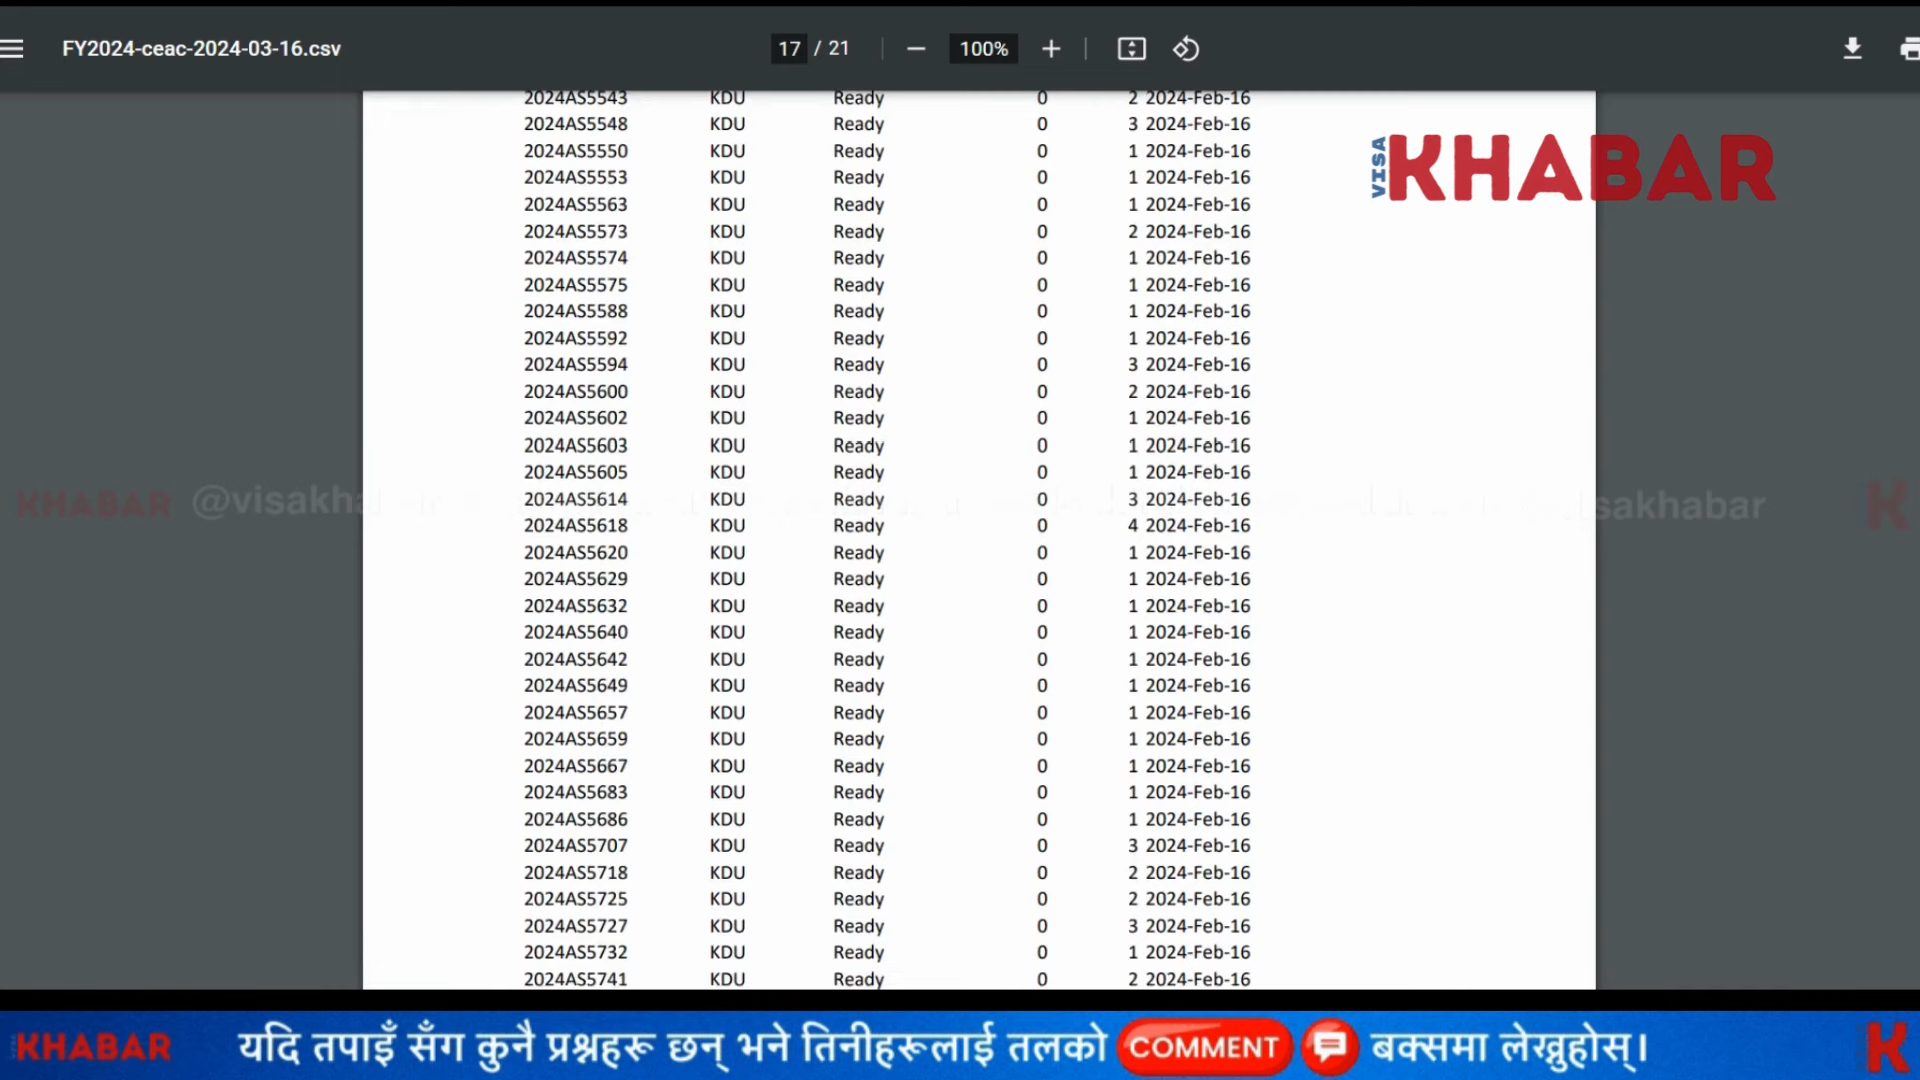 FY2024-ceac-2024-03-16.csv
17 / 21
100%
2024AS5543 KDU Ready 0 2 2024-Feb-16
2024AS5548 KDU Ready 0 3 2024-Feb-16
2024AS5550 KDU Ready 0 1 2024-Feb-16
2024AS5553 KDU Ready 0 1 2024-Feb-16
2024AS5563 KDU Ready 0 1 2024-Feb-16
2024AS5573 KDU Ready 0 2 2024-Feb-16
2024AS5574 KDU Ready 0 1 2024-Feb-16
2024AS5575 KDU Ready 0 1 2024-Feb-16
2024AS5588 KDU Ready 0 1 2024-Feb-16
2024AS5592 KDU Ready 0 1 2024-Feb-16
2024AS5594 KDU Ready 0 3 2024-Feb-16
2024AS5600 KDU Ready 0 2 2024-Feb-16
2024AS5602 KDU Ready 0 1 2024-Feb-16
2024AS5603 KDU Ready 0 1 2024-Feb-16
2024AS5605 KDU Ready 0 1 2024-Feb-16
2024AS5614 KDU Ready 0 3 2024-Feb-16
2024AS5618 KDU Ready 0 4 2024-Feb-16
2024AS5620 KDU Ready 0 1 2024-Feb-16
2024AS5629 KDU Ready 0 1 2024-Feb-16
2024AS5632 KDU Ready 0 1 2024-Feb-16
2024AS5640 KDU Ready 0 1 2024-Feb-16
2024AS5642 KDU Ready 0 1 2024-Feb-16
2024AS5649 KDU Ready 0 1 2024-Feb-16
2024AS5657 KDU Ready 0 1 2024-Feb-16
2024AS5659 KDU Ready 0 1 2024-Feb-16
2024AS5667 KDU Ready 0 1 2024-Feb-16
2024AS5683 KDU Ready 0 1 2024-Feb-16
2024AS5686 KDU Ready 0 1 2024-Feb-16
2024AS5707 KDU Ready 0 3 2024-Feb-16
2024AS5718 KDU Ready 0 2 2024-Feb-16
2024AS5725 KDU Ready 0 2 2024-Feb-16
2024AS5727 KDU Ready 0 3 2024-Feb-16
2024AS5732 KDU Ready 0 1 2024-Feb-16
2024AS5741 KDU Ready 0 2 2024-Feb-16
VISA KHABAR
KHABAR @visakha
sakhabar K
KHABAR यदि तपाइँ सँग कुनै प्रश्नहरू छन् भने तिनीहरूलाई तलको COMMENT बक्समा लेख्नुहोस्। K